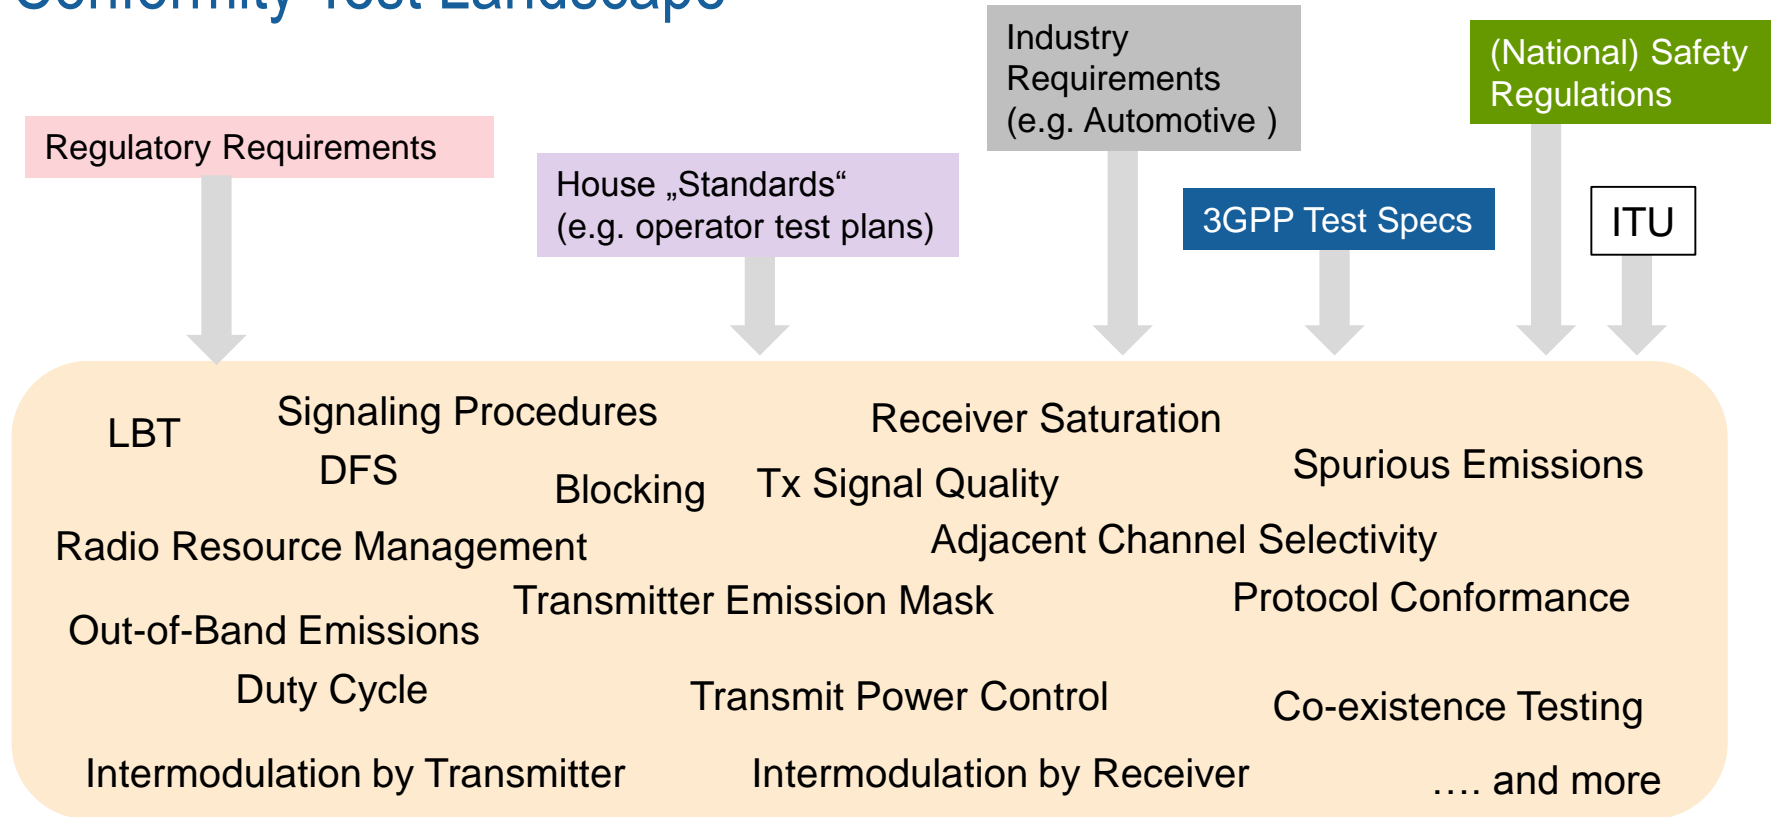 Conformity Test Landscape
Industry
Requirements
(e.g. Automotive )
(National) Safety
Regulations
Regulatory Requirements
House „Standards“
(e.g. operator test plans)
3GPP Test Specs
ITU
LBT
Signaling Procedures
Receiver Saturation
DFS
Blocking
Tx Signal Quality
Spurious Emissions
Radio Resource Management
Adjacent Channel Selectivity
Transmitter Emission Mask
Protocol Conformance
Out-of-Band Emissions
Duty Cycle
Transmit Power Control
Co-existence Testing
Intermodulation by Transmitter
Intermodulation by Receiver
.... and more